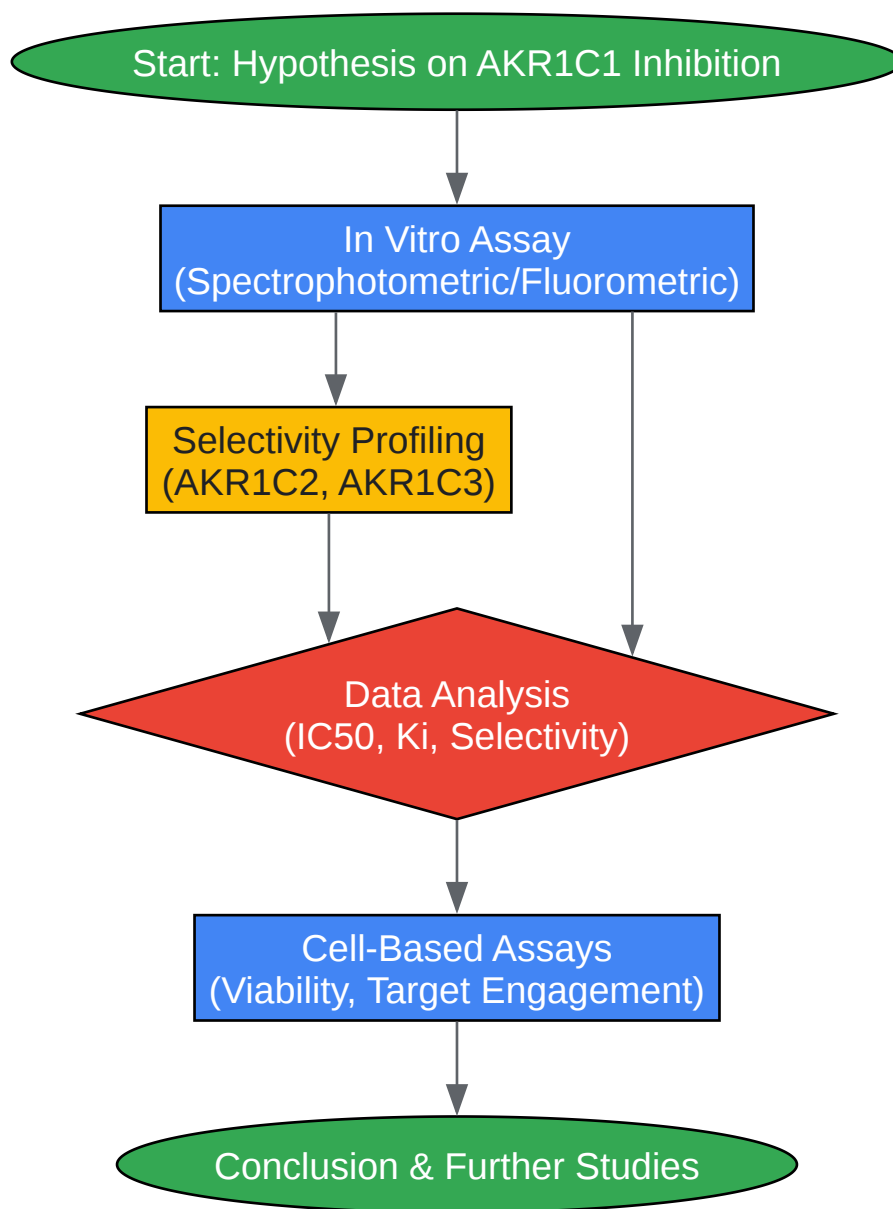 Start: Hypothesis on AKR1C1 Inhibition
In Vitro Assay
(Spectrophotometric/Fluorometric)
Selectivity Profiling
(AKR1C2, AKR1C3)
Data Analysis
(IC50, Ki, Selectivity)
Cell-Based Assays
(Viability, Target Engagement)
Conclusion & Further Studies